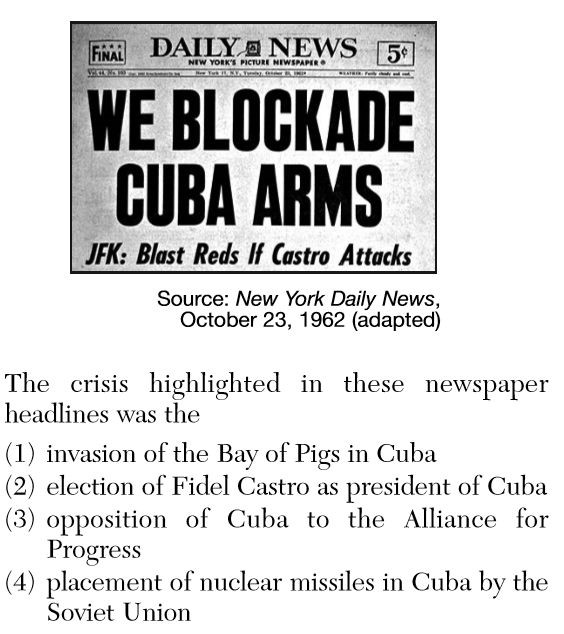 FINAL
DAILY NEWS
5¢
NEW YORK'S PICTURE NEWSPAPER
WE BLOCKADE
CUBA ARMS
JFK: Blast Reds If Castro Attacks
Source: New York Daily News,
October 23, 1962 (adapted)
The crisis highlighted in these newspaper
headlines was the
(1) invasion of the Bay of Pigs in Cuba
(2) election of Fidel Castro as president of Cuba
(3) opposition of Cuba to the Alliance for
Progress
(4) placement of nuclear missiles in Cuba by the
Soviet Union